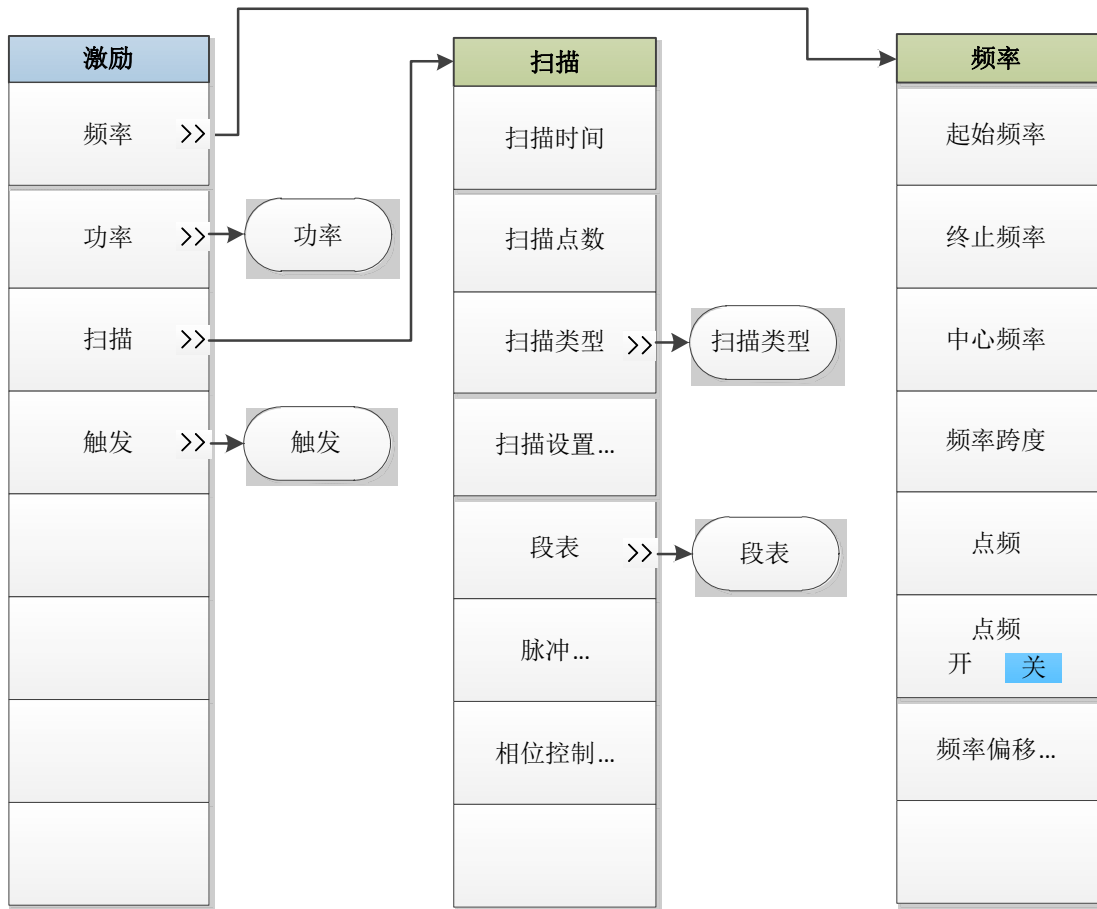 激励
频率 >>
功率 >>
功率
扫描 >>
触发 >>
触发
扫描
扫描时间
扫描点数
扫描类型 >>
扫描类型
扫描设置...
段表 >>
段表
脉冲...
相位控制...
频率
起始频率
终止频率
中心频率
频率跨度
点频
点频
开 关
频率偏移...